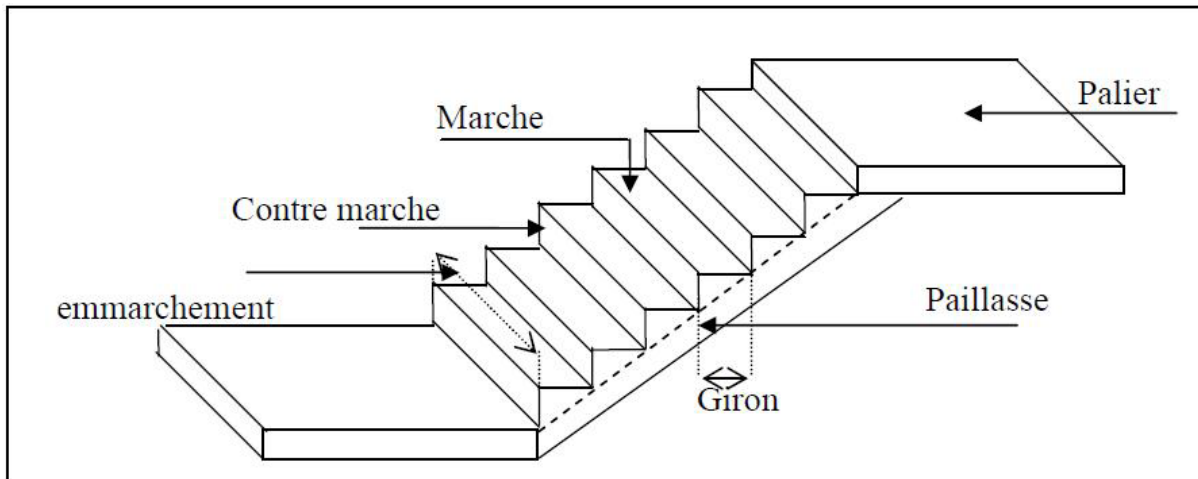 Palier
Marche
Contre marche
emmarchement
Paillasse
Giron